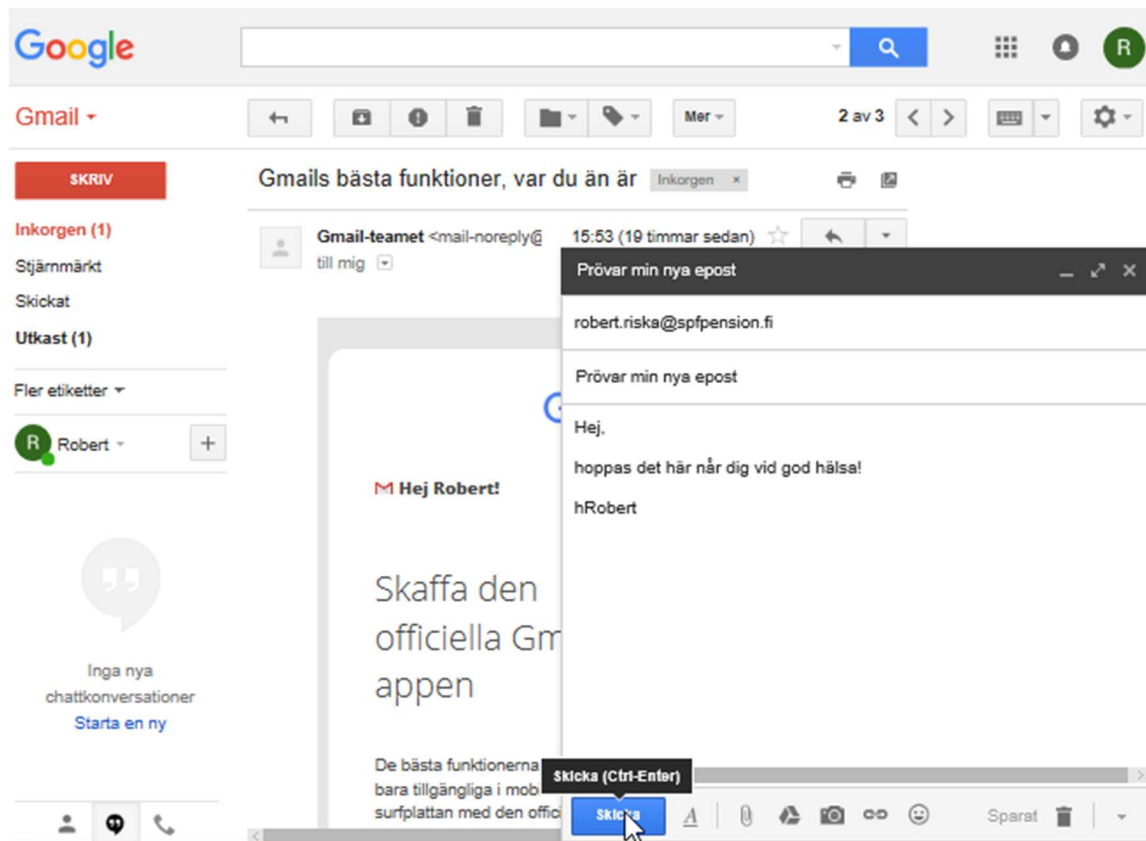 Google
R
Gmail
Mer
2 av 3
SKRIV
Gmails bästa funktioner, var du än är
Inkorgen ×
Inkorgen (1)
Stjärnmärkt
Skickat
Utkast (1)
Fler etiketter
R Robert
+
Inga nya
chattkonversationer
Starta en ny
Gmail-teamet <mail-noreply@
15:53 (19 timmar sedan)
till mig
G
Hej Robert!
Skaffa den
officiella Gm
appen
De bästa funktionerna
bara tillgängliga i mob
surfplattan med den offic
Prövar min nya epost
robert.riska@spfpension.fi
Prövar min nya epost
Hej,
hoppas det här når dig vid god hälsa!
hRobert
Skicka (Ctrl-Enter)
Skicka
A
Sparat